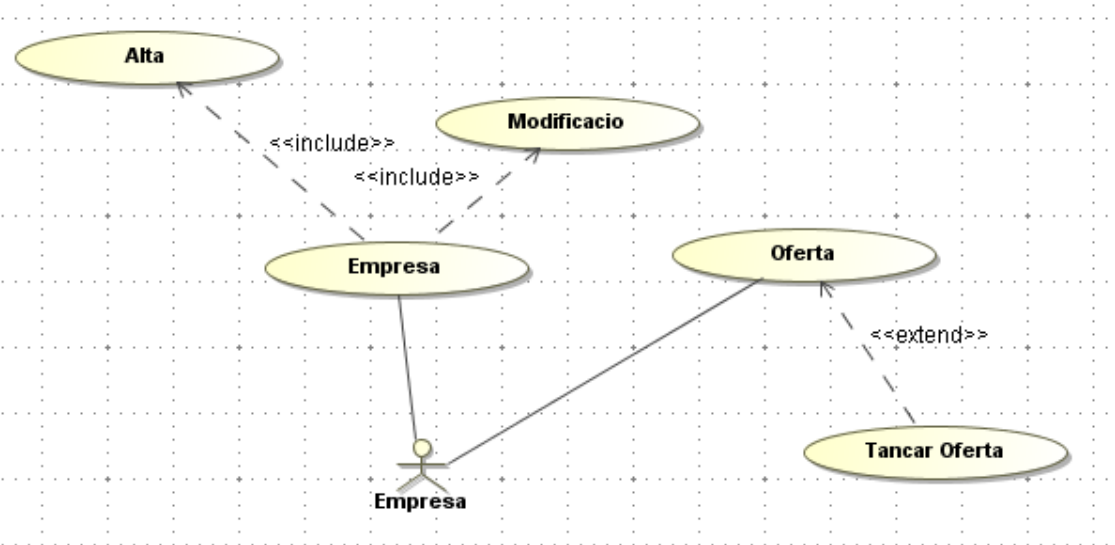 Alta
Modificacio
<<include>>
<<include>>
Oferta
Empresa
<<extend>>
Tancar Oferta
Empresa